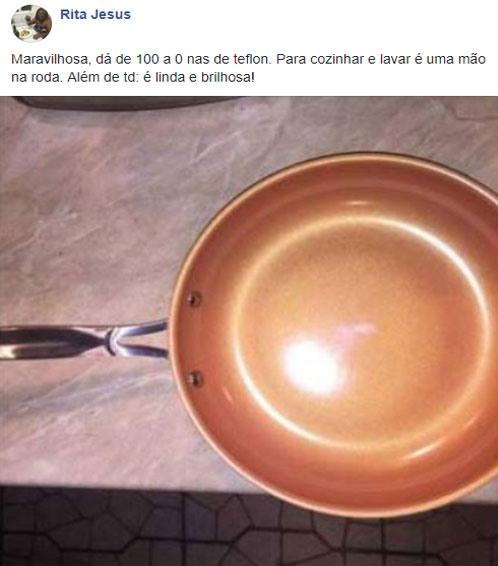 Rita Jesus
Maravilhosa, dá de 100 a 0 nas de teflon. Para cozinhar e lavar é uma mão
na roda. Além de td: é linda e brilhosa!